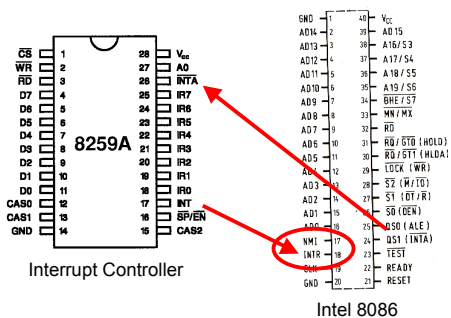 CS 1 28 Vcc
WR 2 27 A0
RD 3 26 INTA
D7 4 25 IR7
D6 5 24 IR6
D5 6 23 IR5
D4 7 22 IR4
D3 8 21 IR3
8259A
D2 9 20 IR2
D1 10 19 IR1
D0 11 18 IR0
CAS0 12 17 INT
CAS1 13 16 SP/EN
GND 14 15 CAS2
Interrupt Controller
GND 1 40 Vcc
AD14 2 39 AD15
AD13 3 38 A16/S3
AD12 4 37 A17/S4
AD11 5 36 A18/S5
AD10 6 35 A19/S6
AD9 7 34 BHE/S7
AD8 8 33 MN/MX
AD7 9 32 RD
AD6 10 31 RQ/GT0 (HOLD)
AD5 11 30 RQ/GT1 (HLDA)
AD4 12 29 LOCK (WR)
AD3 13 28 S2 (M/IO)
AD2 14 27 S1 (DT/R)
AD1 15 26 S0 (DEN)
AD0 16 25 QS0 (ALE)
NMI 17 24 QS1 (INTA)
INTR 18 23 TEST
CLK 19 22 READY
GND 20 21 RESET
Intel 8086